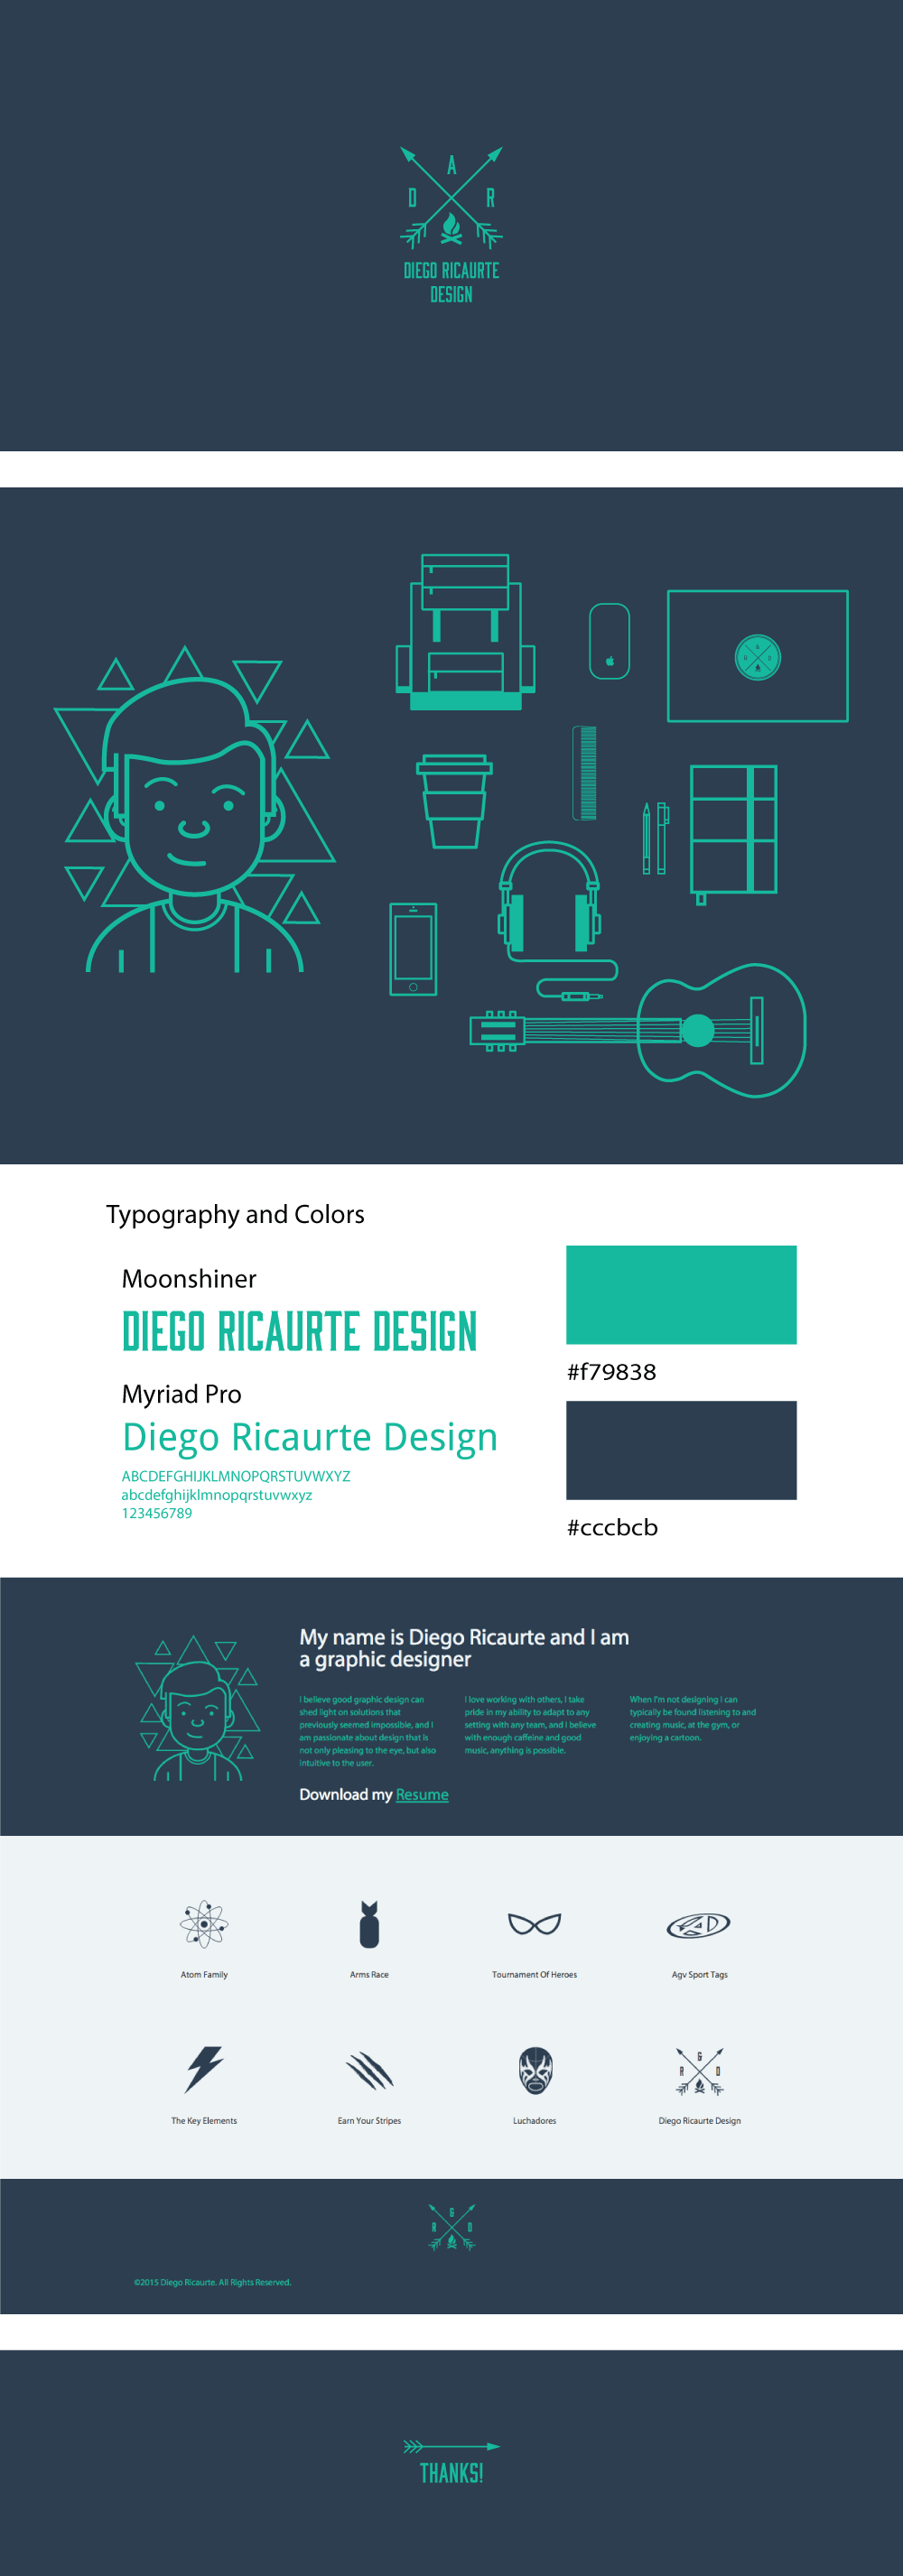 A
D R
DIEGO RICAURTE
DESIGN
Typography and Colors
Moonshiner
DIEGO RICAURTE DESIGN
Myriad Pro
Diego Ricaurte Design
ABCDEFGHIJKLMNOPQRSTUVWXYZ
abcdefghijklmnopqrstuvwxyz
123456789
#f79838
#cccbcb
My name is Diego Ricaurte and I am
a graphic designer
I believe good graphic design can
shed light on solutions that
previously seemed impossible, and I
am passionate about design that is
not only pleasing to the eye, but also
intuitive to the user.
I love working with others, I take
pride in my ability to adapt to any
setting with any team, and I believe
with enough caffeine and good
music, anything is possible.
When I'm not designing I can
typically be found listening to and
creating music, at the gym, or
enjoying a cartoon.
Download my Resume
Atom Family
Arms Race
Tournament Of Heroes
Agv Sport Tags
The Key Elements
Earn Your Stripes
Luchadores
G
R D
Diego Ricaurte Design
G
R D
©2015 Diego Ricaurte. All Rights Reserved.
THANKS!